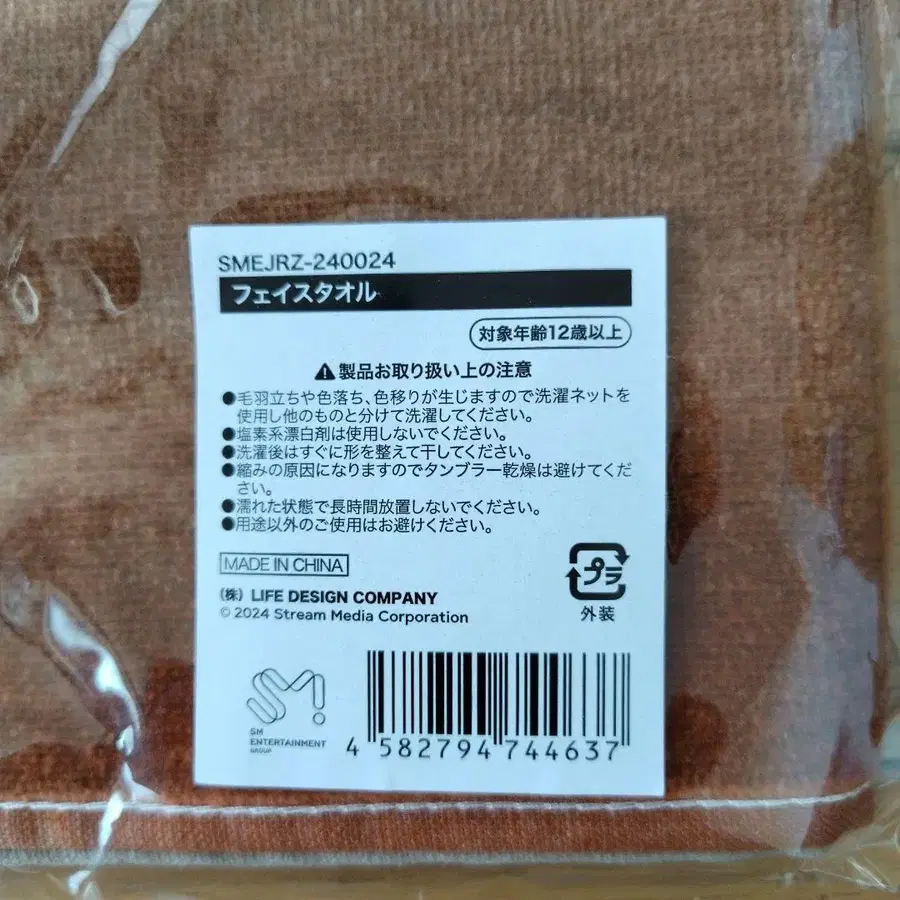 SMEJRZ-240024
フェイスタオル
対象年齢12歳以上
⚠製品お取り扱い上の注意
●毛羽立ちや色落ち、色移りが生じますので洗濯ネットを
使用し他のものと分けて洗濯してください。
●塩素系漂白剤は使用しないでください。
●洗濯後はすぐに形を整えて干してください。
●縮みの原因になりますのでタンブラー乾燥は避けてくだ
さい。
●濡れた状態で長時間放置しないでください。
●用途以外のご使用はお避けください。
MADE IN CHINA
プラ
外装
(株) LIFE DESIGN COMPANY
© 2024 Stream Media Corporation
SM
SM
ENTERTAINMENT
GROUP
4 582794 744637